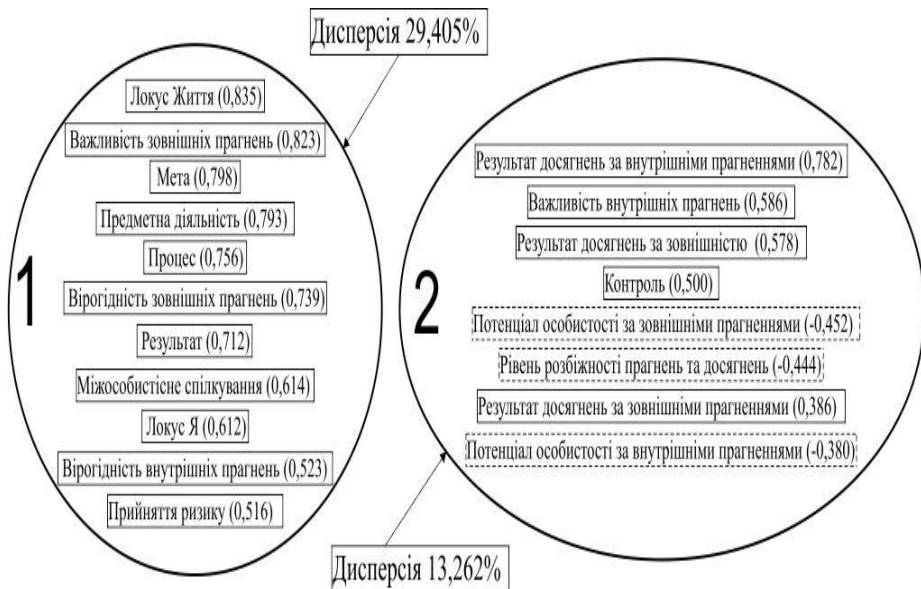 Дисперсія 29,405%
1
Локус Життя (0,835)
Важливість зовнішніх прагнень (0,823)
Мета (0,798)
Предметна діяльність (0,793)
Процес (0,756)
Вірогідність зовнішніх прагнень (0,739)
Результат (0,712)
Міжособистісне спілкування (0,614)
Локус Я (0,612)
Вірогідність внутрішніх прагнень (0,523)
Прийняття ризику (0,516)
2
Результат досягнень за внутрішніми прагненнями (0,782)
Важливість внутрішніх прагнень (0,586)
Результат досягнень за зовнішністю (0,578)
Контроль (0,500)
Потенціал особистості за зовнішніми прагненнями (-0,452)
Рівень розбіжності прагнень та досягнень (-0,444)
Результат досягнень за зовнішніми прагненнями (0,386)
Потенціал особистості за внутрішніми прагненнями (-0,380)
Дисперсія 13,262%